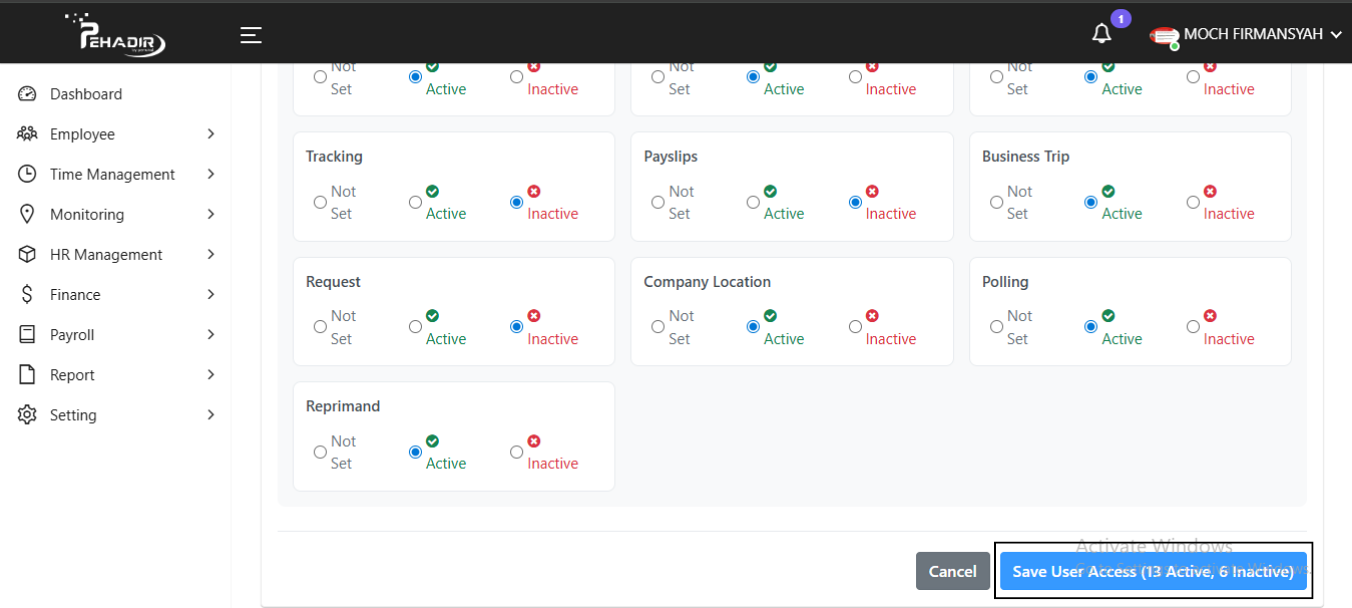 PEHADIR
1
MOCH FIRMANSYAH
Dashboard
Employee
Time Management
Monitoring
HR Management
Finance
Payroll
Report
Setting
Not Set Active Inactive
Not Set Active Inactive
Not Set Active Inactive
Tracking
Not Set Active Inactive
Payslips
Not Set Active Inactive
Business Trip
Not Set Active Inactive
Request
Not Set Active Inactive
Company Location
Not Set Active Inactive
Polling
Not Set Active Inactive
Reprimand
Not Set Active Inactive
Cancel
Save User Access (13 Active, 6 Inactive)
Activate Windows